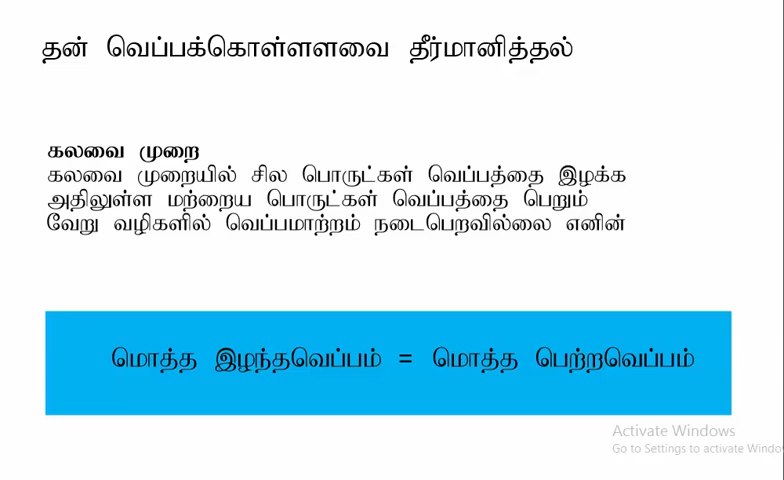 தன் வெப்பக்கொள்ளளவை தீர்மானித்தல்
கலவை முறை
கலவை முறையில் சில பொருட்கள் வெப்பத்தை இழக்க
அதிலுள்ள மற்றைய பொருட்கள் வெப்பத்தை பெறும்
வேறு வழிகளில் வெப்பமாற்றம் நடைபெறவில்லை எனின்
மொத்த இழந்தவெப்பம் = மொத்த பெற்றவெப்பம்
Activate Windows
Go to Settings to activate Windo